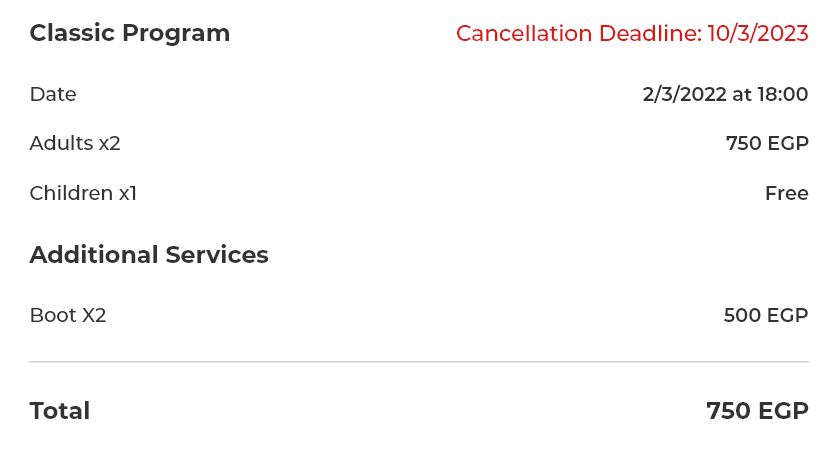 Classic Program Cancellation Deadline: 10/3/2023
Date 2/3/2022 at 18:00
Adults x2 750 EGP
Children x1 Free
Additional Services
Boot X2 500 EGP
Total 750 EGP